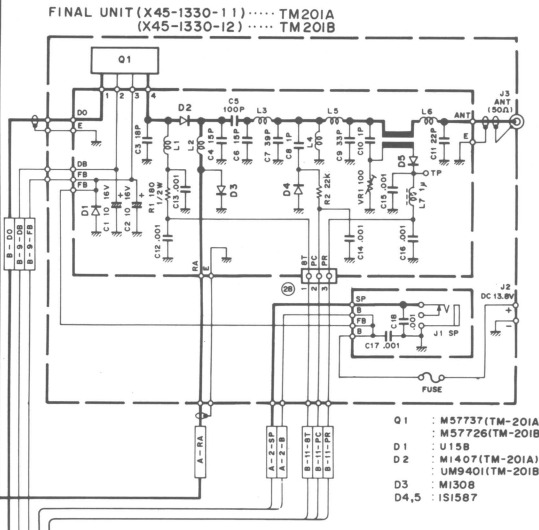 FINAL UNIT (X45-1330-11) ····· TM201A
(X45-1330-12) ····· TM201B
Q1
1 2 3 4
DO
E
DB
FB
FB
D1
C1 10 16V
C2 10 16V
C3 18P
D2
L1
R1 180
1/2W
C12 .001
C13 .001
L2
C4 15P
D3
C5
100P
C6 15P
L3
C7 39P
C8 1P
D4
L4
R2 22K
L5
C9 33P
C10 1P
VR1 100
D5
TP
C15 .001
L7 1μ
C16 .001
C14 .001
L6
C11 22P
ANT
E
J3
ANT
(50Ω)
RA
E
BT
PC
PR
1
2
3
28
B-DO
B-9-DB
B-9-FB
SP
B
FB
B
C17 .001
C18
.001
J1 SP
J2
DC 13.8V
+
-
FUSE
A-RA
A-2-SP
A-2-B
B-11-BT
B-11-PC
B-11-PR
Q1 : M57737(TM-201A
: M57726(TM-201B
D1 : U15B
D2 : MI407(TM-201A)
: UM9401(TM-201B
D3 : MI308
D4,5 : 1S1587